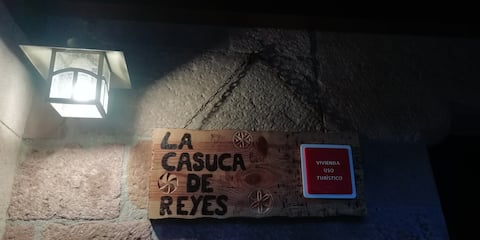 LA
CASUCA
DE
REYES
VIVIENDA
USO
TURÍSTICO